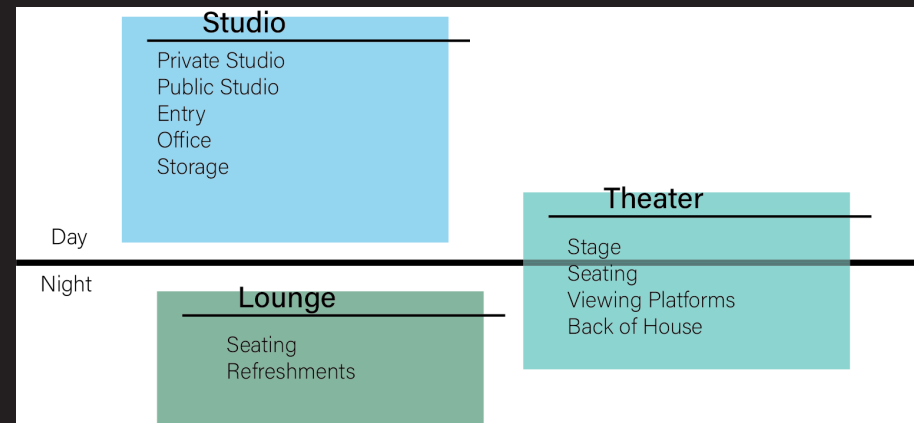 Studio
Private Studio
Public Studio
Entry
Office
Storage
Theater
Stage
Seating
Viewing Platforms
Back of House
Day
Night
Lounge
Seating
Refreshments